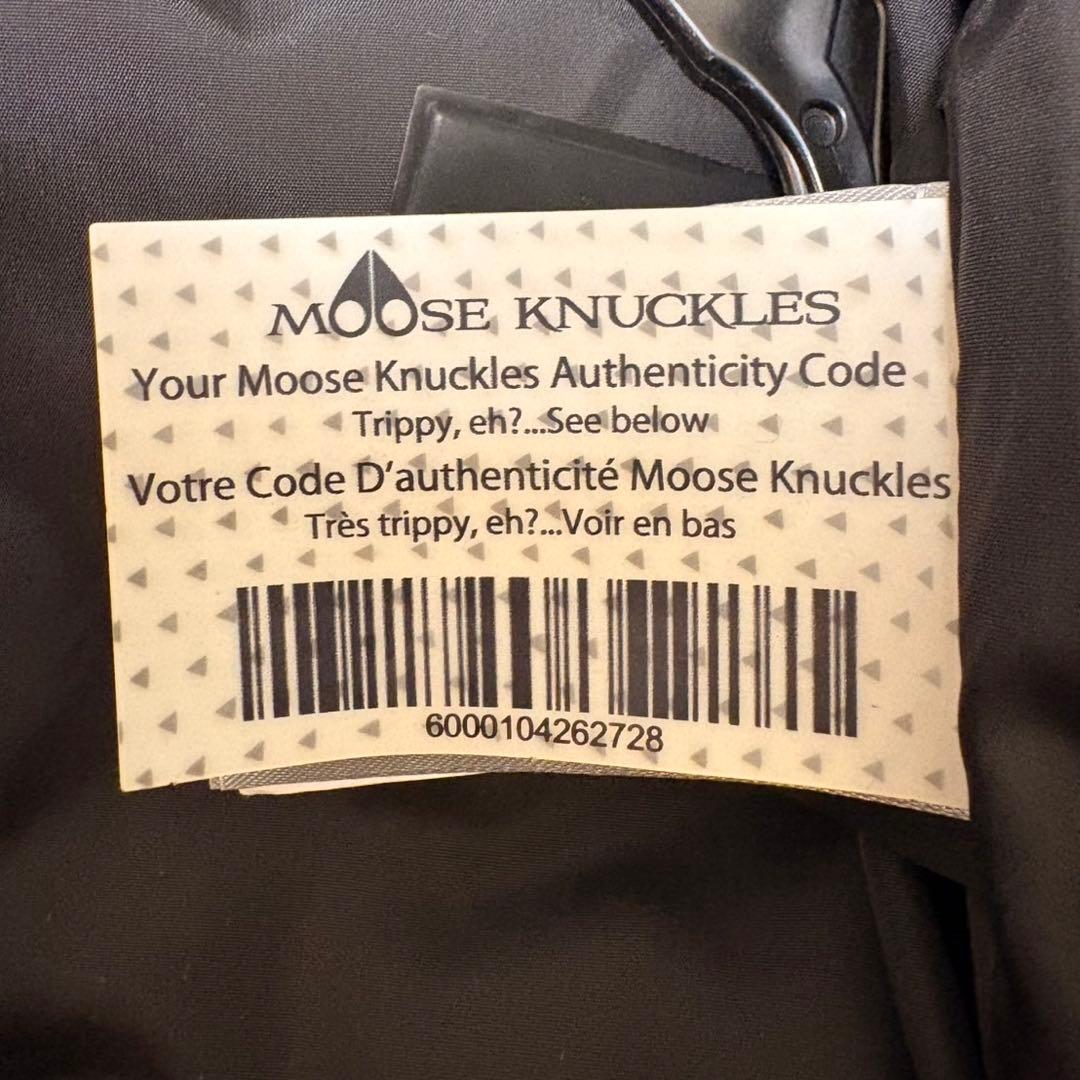 MOOSE KNUCKLES
Your Moose Knuckles Authenticity Code
Trippy, eh?...See below
Votre Code D'authenticité Moose Knuckles
Très trippy, eh?...Voir en bas
6000104262728